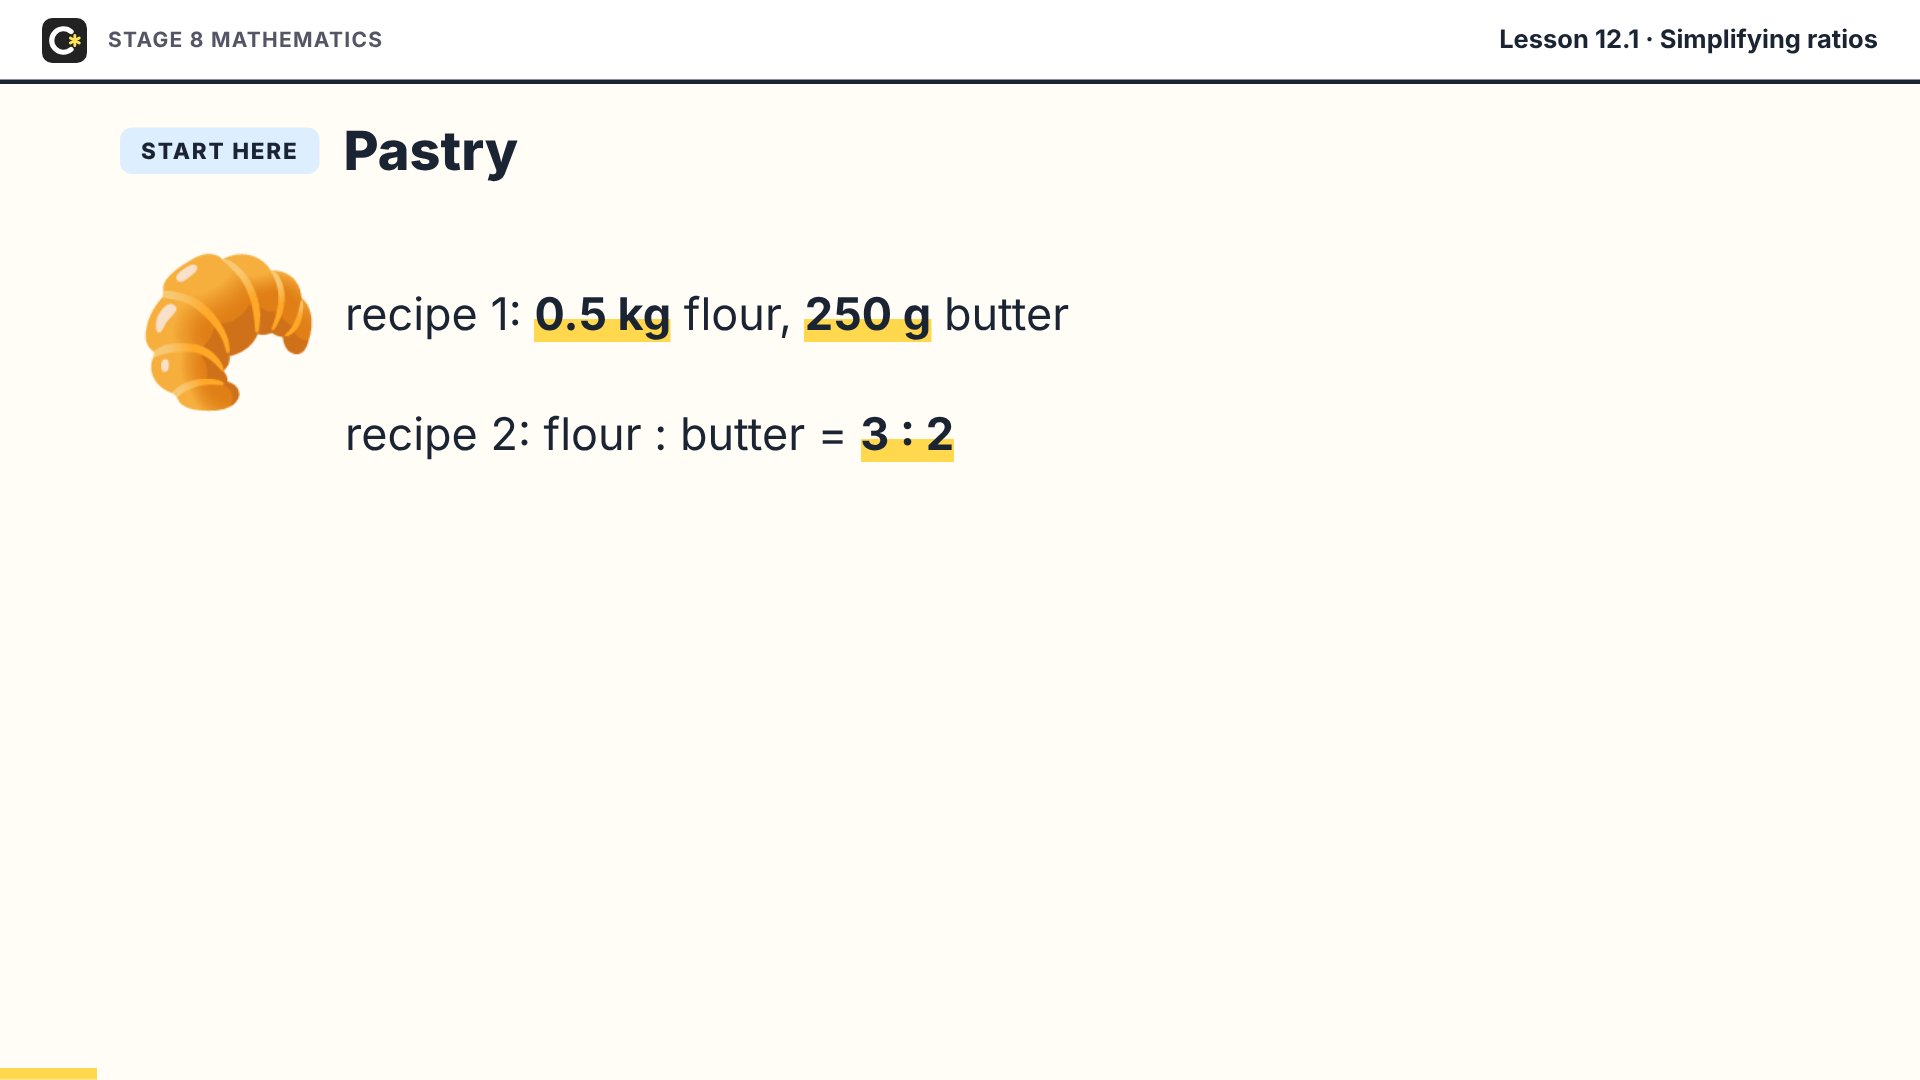 STAGE 8 MATHEMATICS
Lesson 12.1 · Simplifying ratios
START HERE
Pastry
recipe 1: 0.5 kg flour, 250 g butter
recipe 2: flour : butter = 3 : 2